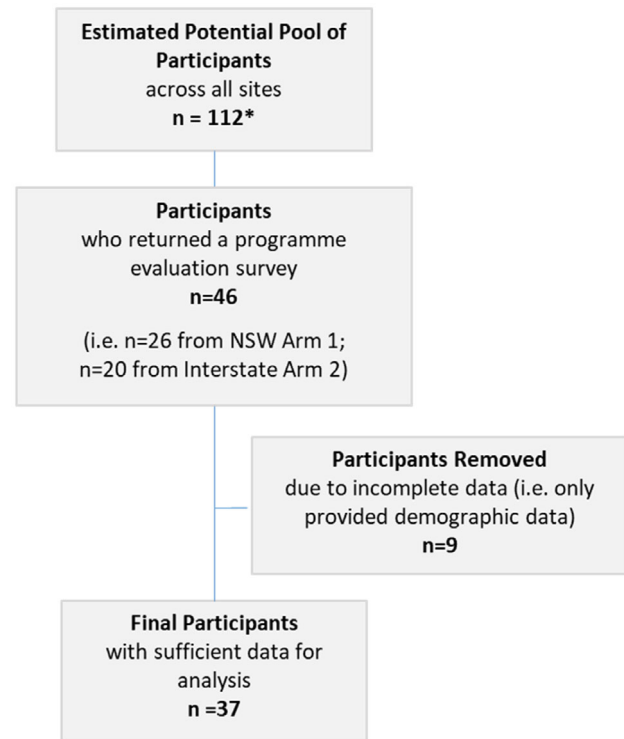 Estimated Potential Pool of
Participants
across all sites
n = 112*
Participants
who returned a programme
evaluation survey
n=46
(i.e. n=26 from NSW Arm 1;
n=20 from Interstate Arm 2)
Participants Removed
due to incomplete data (i.e. only
provided demographic data)
n=9
Final Participants
with sufficient data for
analysis
n =37